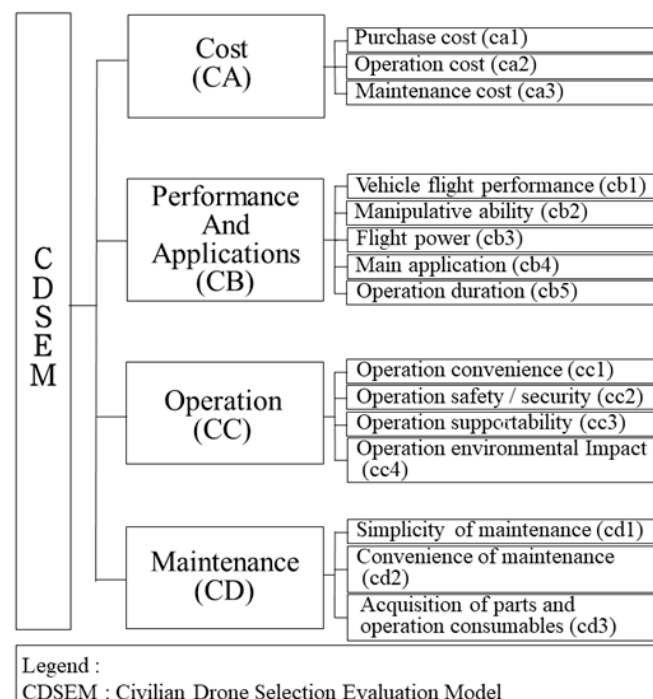 CDSEM
Cost
(CA)
Purchase cost (ca1)
Operation cost (ca2)
Maintenance cost (ca3)
Performance
And
Applications
(CB)
Vehicle flight performance (cb1)
Manipulative ability (cb2)
Flight power (cb3)
Main application (cb4)
Operation duration (cb5)
Operation
(CC)
Operation convenience (cc1)
Operation safety / security (cc2)
Operation supportability (cc3)
Operation environmental Impact
(cc4)
Maintenance
(CD)
Simplicity of maintenance (cd1)
Convenience of maintenance
(cd2)
Acquisition of parts and
operation consumables (cd3)
Legend :
CDSEM : Civilian Drone Selection Evaluation Model